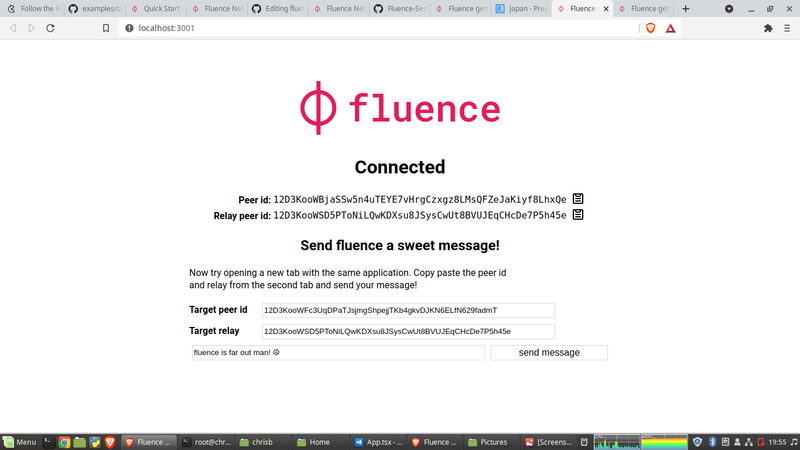 Follow the F
examples/q
Quick Start
Fluence Net
Editing fluen
Fluence Net
Fluence-Ser
Fluence get
japan - Pre
Fluence
Fluence get
localhost:3001
fluence
Connected
Peer id: 12D3KooWBjaSSw5n4uTEYE7vHrgCzxgz8LMsQFZeJaKiyf8LhxQe
Relay peer id: 12D3KooWSD5PToNiLQwKDXsu8JSysCwUt8BVUJEqCHcDe7P5h45e
Send fluence a sweet message!
Now try opening a new tab with the same application. Copy paste the peer id
and relay from the second tab and send your message!
Target peer id 12D3KooWFc3UqDPaTJsjmgShpejjTKb4gkvDJKN6ELfN629fadmT
Target relay 12D3KooWSD5PToNiLQwKDXsu8JSysCwUt8BVUJEqCHcDe7P5h45e
fluence is far out man! ☮ send message
Menu Fluence ... root@chr... chrisb Home App.tsx - ... Fluence ... Pictures [Screens... 19:55